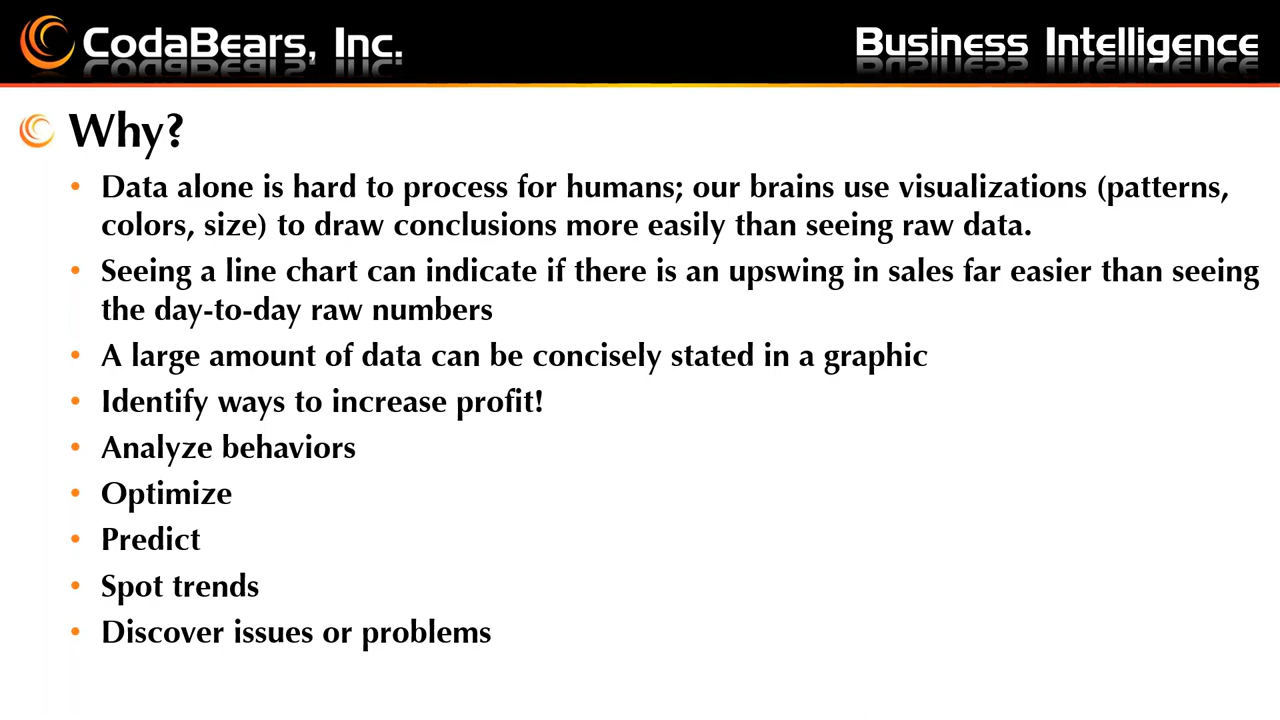 CodaBears, Inc.
Business Intelligence
Why?
• Data alone is hard to process for humans; our brains use visualizations (patterns,
colors, size) to draw conclusions more easily than seeing raw data.
• Seeing a line chart can indicate if there is an upswing in sales far easier than seeing
the day-to-day raw numbers
• A large amount of data can be concisely stated in a graphic
• Identify ways to increase profit!
• Analyze behaviors
• Optimize
• Predict
• Spot trends
• Discover issues or problems